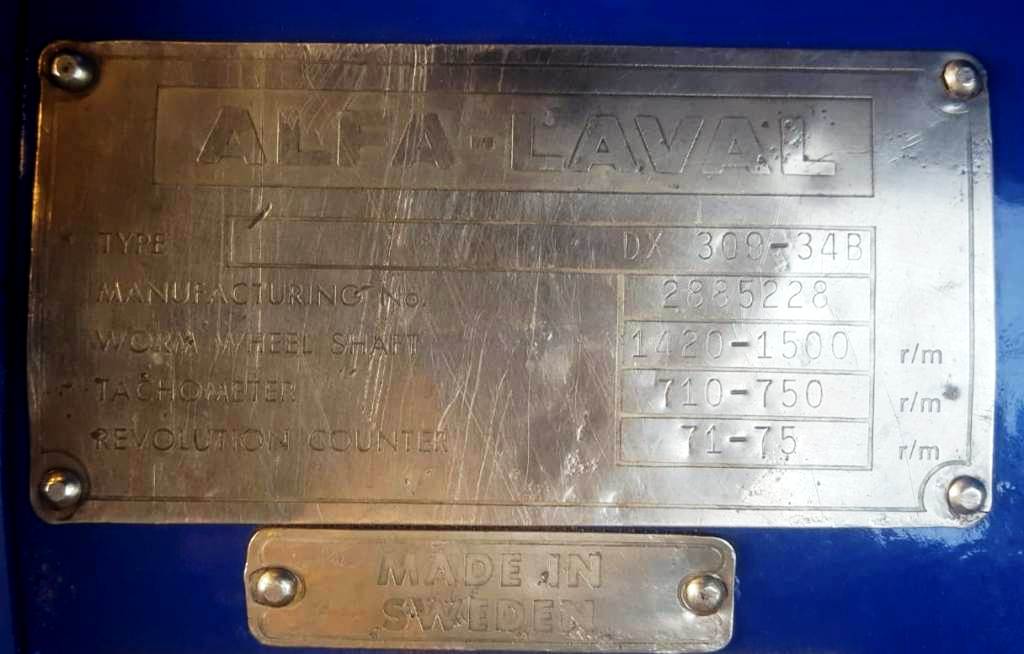 ALFA-LAVAL
TYPE DX 309-34B
MANUFACTURING No. 2885228
WORM WHEEL SHAFT 1420-1500 r/m
TACHOMETER 710-750 r/m
REVOLUTION COUNTER 71-75 r/m
MADE IN
SWEDEN